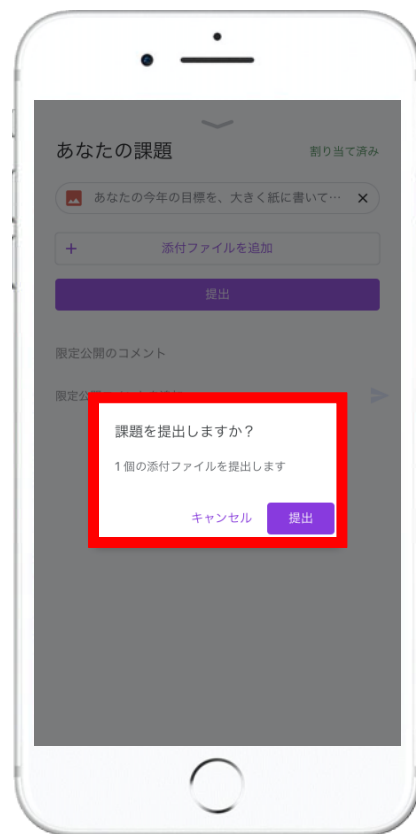 あなたの課題
割り当て済み
あなたの今年の目標を、大きく紙に書いて…
+ 添付ファイルを追加
提出
限定公開のコメント
限定公
課題を提出しますか？
1個の添付ファイルを提出します
キャンセル 提出